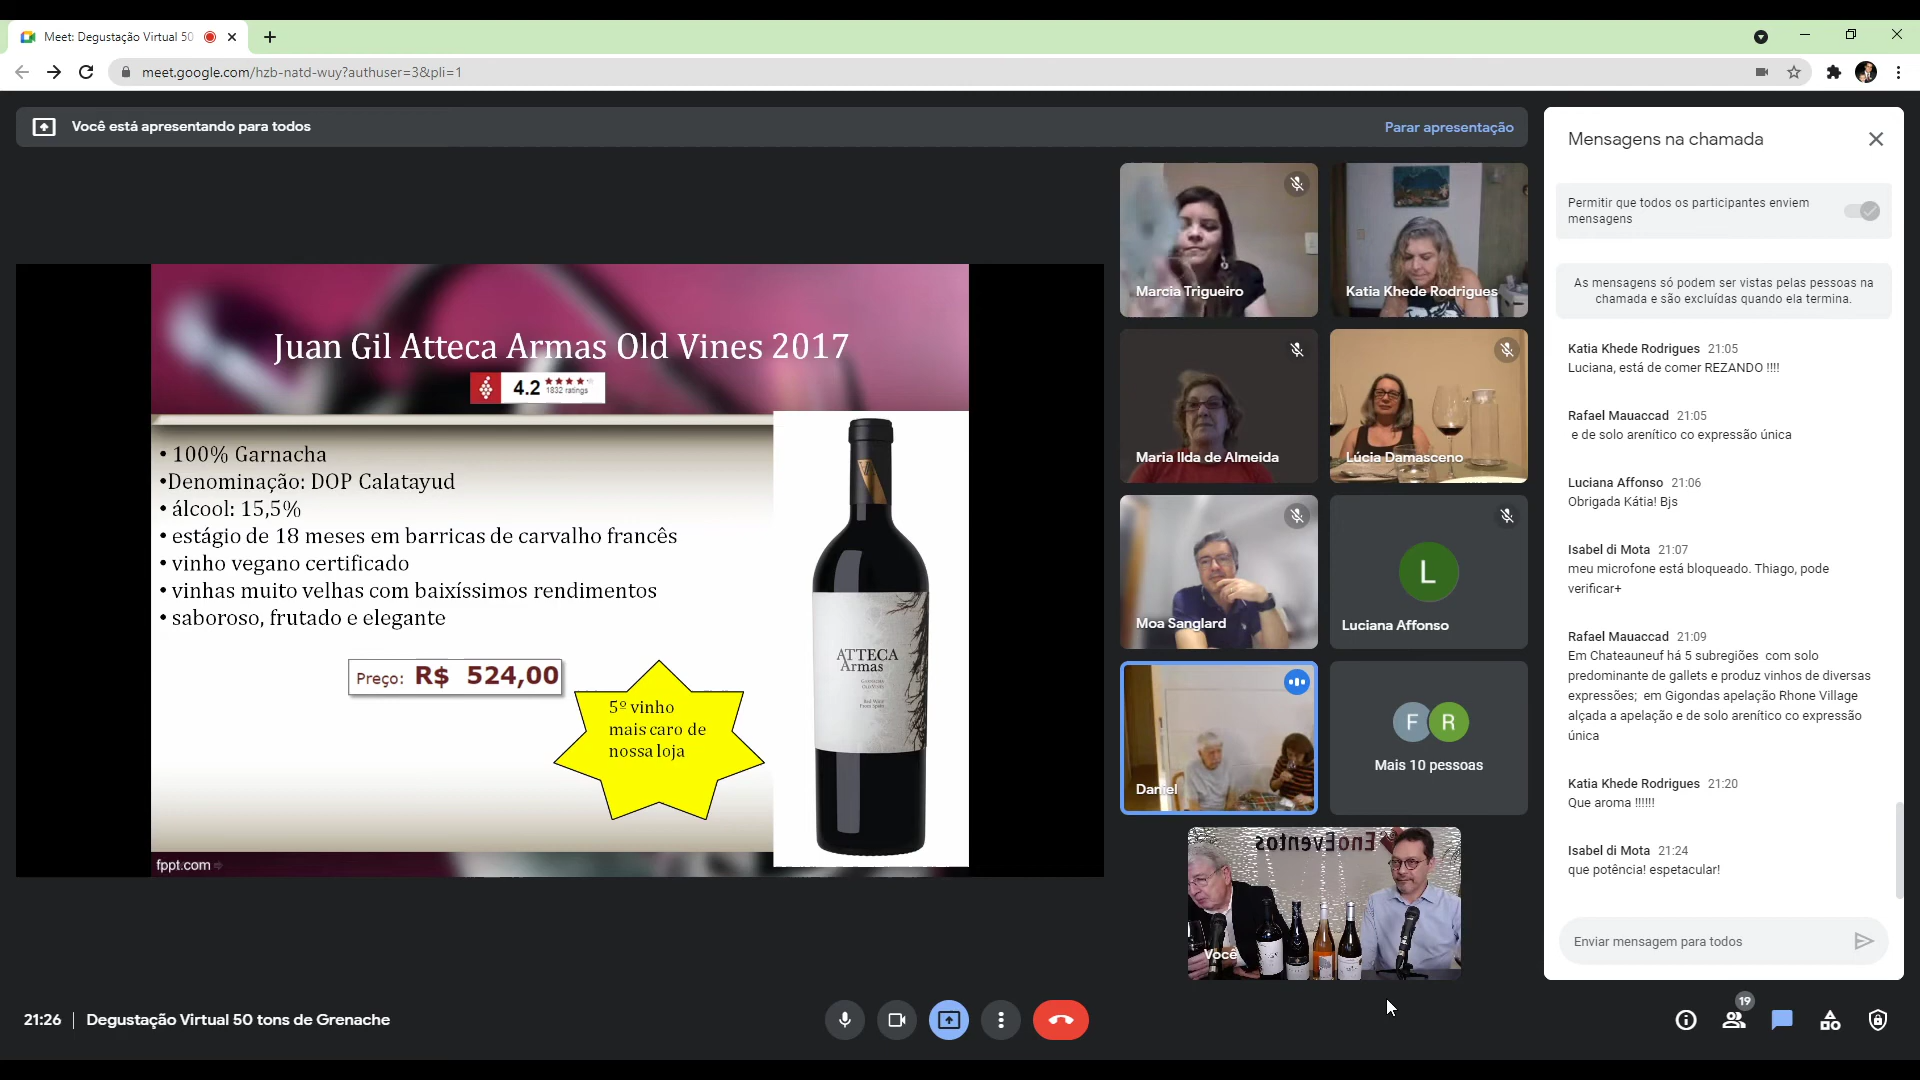 Meet: Degustação Virtual 50
meet.google.com/hzb-natd-wuy?authuser=3&pli=1
Você está apresentando para todos
Parar apresentação
Juan Gil Atteca Armas Old Vines 2017
4.2
1832 ratings
• 100% Garnacha
•Denominação: DOP Calatayud
• álcool: 15,5%
• estágio de 18 meses em barricas de carvalho francês
• vinho vegano certificado
• vinhas muito velhas com baixíssimos rendimentos
• saboroso, frutado e elegante
Preço: R$ 524,00
5º vinho
mais caro de
nossa loja
ATTECA
Armas
fppt.com
Marcia Trigueiro
Katia Khede Rodrigues
Maria Ilda de Almeida
Lúcia Damasceno
Moa Sanglard
L
Luciana Affonso
Daniel
F R
Mais 10 pessoas
EnoEventos
Você
Mensagens na chamada
Permitir que todos os participantes enviem
mensagens
As mensagens só podem ser vistas pelas pessoas na
chamada e são excluídas quando ela termina.
Katia Khede Rodrigues 21:05
Luciana, está de comer REZANDO !!!!
Rafael Mauaccad 21:05
e de solo arenítico co expressão única
Luciana Affonso 21:06
Obrigada Kátia! Bjs
Isabel di Mota 21:07
meu microfone está bloqueado. Thiago, pode
verificar+
Rafael Mauaccad 21:09
Em Chateauneuf há 5 subregiões com solo
predominante de gallets e produz vinhos de diversas
expressões; em Gigondas apelação Rhone Village
alçada a apelação e de solo arenítico co expressão
única
Katia Khede Rodrigues 21:20
Que aroma !!!!!!
Isabel di Mota 21:24
que potência! espetacular!
Enviar mensagem para todos
21:26 | Degustação Virtual 50 tons de Grenache
19